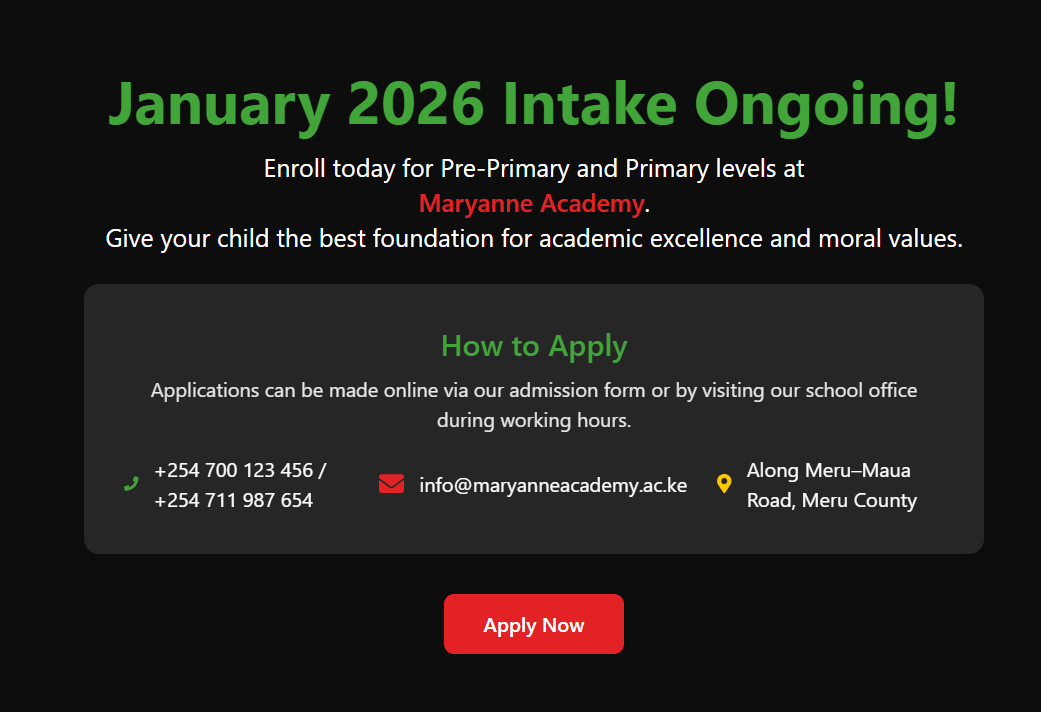 January 2026 Intake Ongoing!
Enroll today for Pre-Primary and Primary levels at
Maryanne Academy.
Give your child the best foundation for academic excellence and moral values.
How to Apply
Applications can be made online via our admission form or by visiting our school office
during working hours.
+254 700 123 456 /
+254 711 987 654
info@maryanneacademy.ac.ke
Along Meru–Maua
Road, Meru County
Apply Now